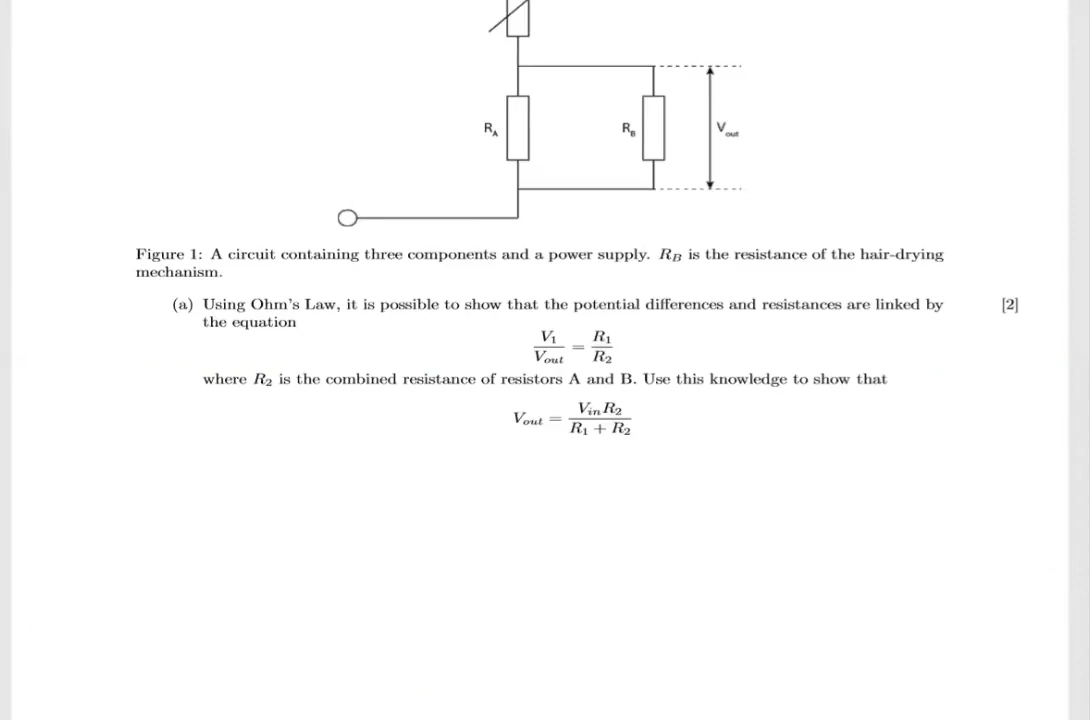 R_A
R_B
V_out
Figure 1: A circuit containing three components and a power supply. R_B is the resistance of the hair-drying
mechanism.
(a) Using Ohm's Law, it is possible to show that the potential differences and resistances are linked by [2]
the equation
V_1/V_out = R_1/R_2
where R_2 is the combined resistance of resistors A and B. Use this knowledge to show that
V_out = V_in R_2/(R_1 + R_2)